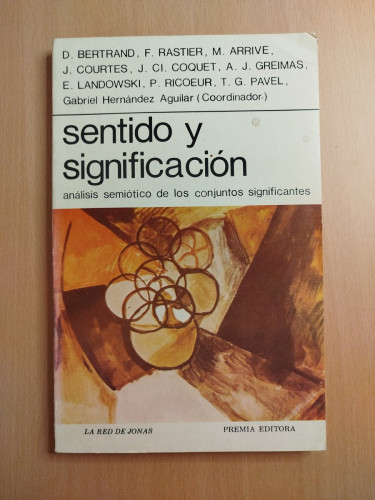 D. BERTRAND, F. RASTIER, M. ARRIVE,
J. COURTES, J. Cl. COQUET, A. J. GREIMAS,
E. LANDOWSKI, P. RICOEUR, T. G. PAVEL,
Gabriel Hernández Aguilar (Coordinador)
sentido y
significación
análisis semiótico de los conjuntos significantes
LA RED DE JONAS PREMIA EDITORA